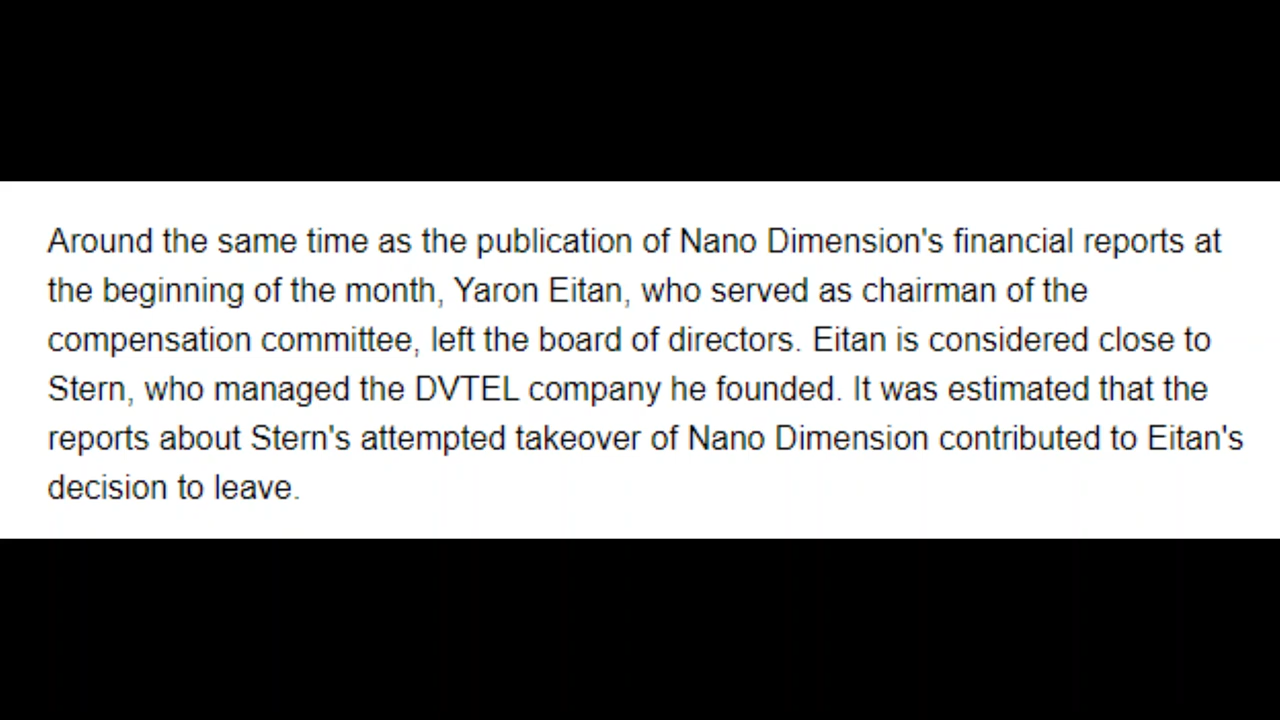 Around the same time as the publication of Nano Dimension's financial reports at
the beginning of the month, Yaron Eitan, who served as chairman of the
compensation committee, left the board of directors. Eitan is considered close to
Stern, who managed the DVTEL company he founded. It was estimated that the
reports about Stern's attempted takeover of Nano Dimension contributed to Eitan's
decision to leave.